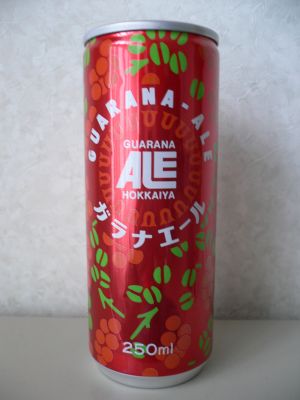 GUARANA-ALE
GUARANA
ALE
HOKKAIYA
ガラナエール
250ml